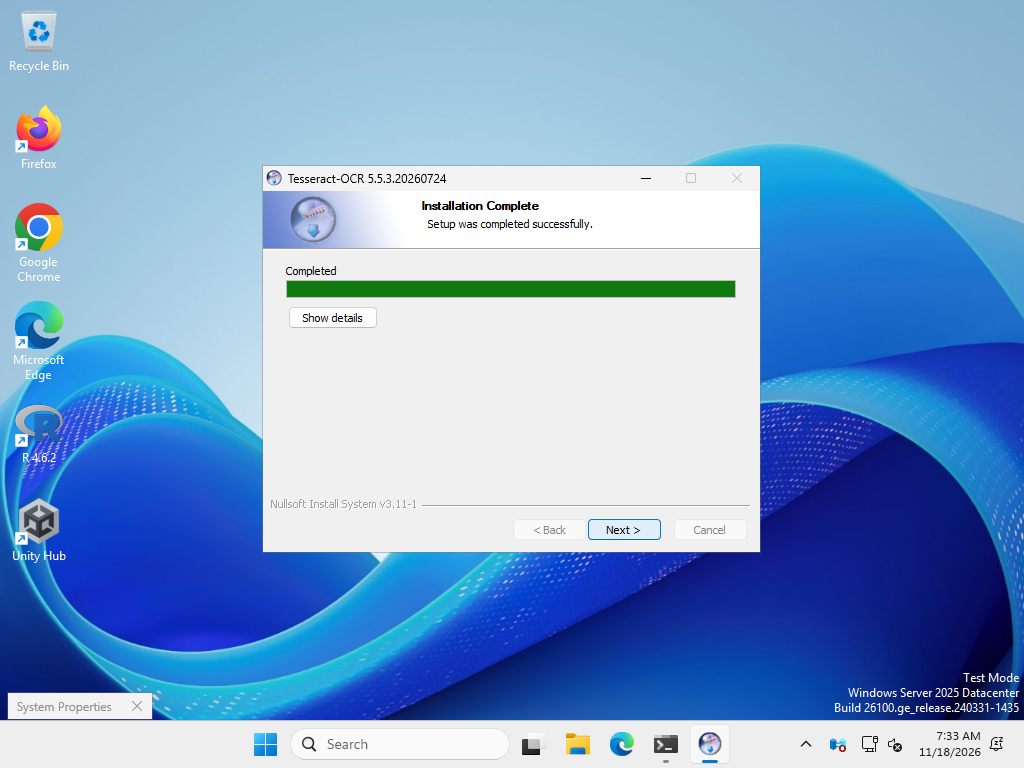 Recycle Bin
Firefox
Google
Chrome
Microsoft
Edge
R 4.6.2
Unity Hub
Tesseract-OCR 5.5.3.20260724
Installation Complete
Setup was completed successfully.
Completed
Show details
Nullsoft Install System v3.11-1
< Back
Next >
Cancel
System Properties
Test Mode
Windows Server 2025 Datacenter
Build 26100.ge_release.240331-1435
Search
7:33 AM
11/18/2026